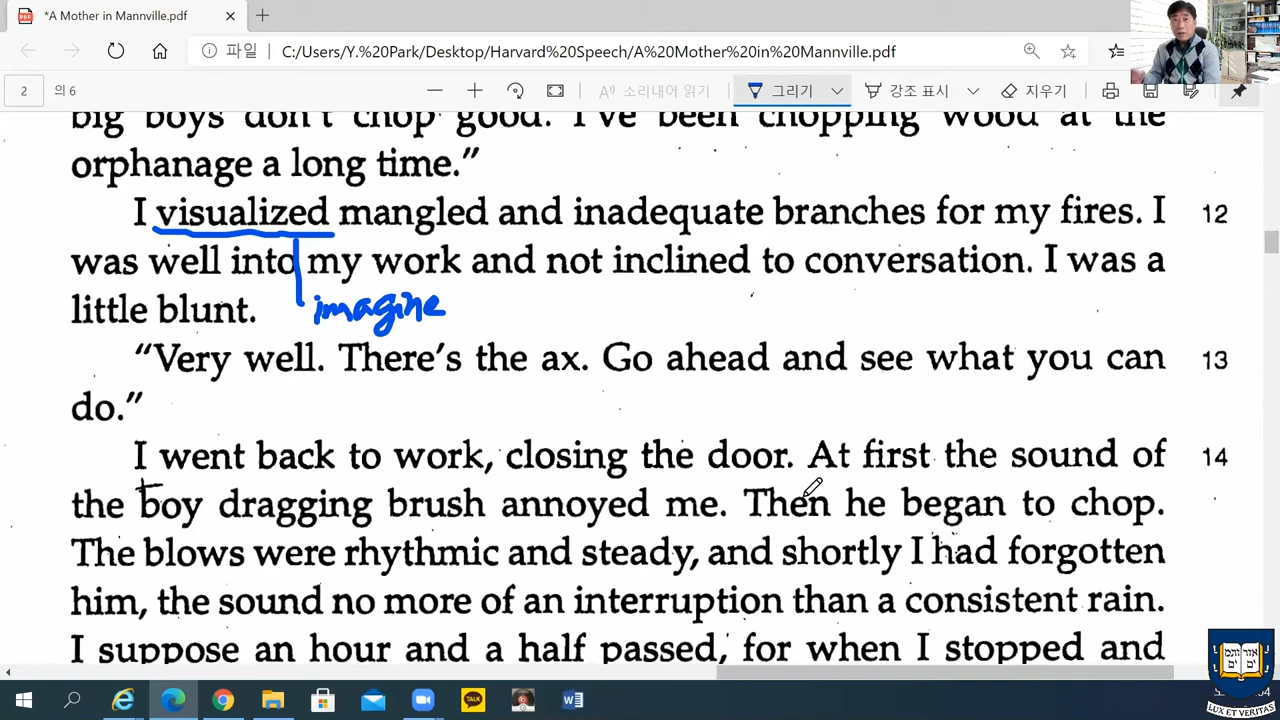 *A Mother in Mannville.pdf
파일
C:/Users/Y.%20Park/Desktop/Harvard%20Speech/A%20Mother%20in%20Mannville.pdf
2 의 6
소리내어 읽기
그리기
강조 표시
지우기
big boys don't chop good. I've been chopping wood at the
orphanage a long time."
I visualized mangled and inadequate branches for my fires. I 12
was well into my work and not inclined to conversation. I was a
little blunt.
imagine
"Very well. There's the ax. Go ahead and see what you can 13
do."
I went back to work, closing the door. At first the sound of 14
the boy dragging brush annoyed me. Then he began to chop.
The blows were rhythmic and steady, and shortly I had forgotten
him, the sound no more of an interruption than a consistent rain.
I suppose an hour and a half passed, for when I stopped and
TALK
LUX ET VERITAS